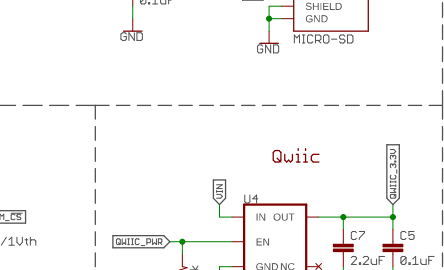 0.1uF
SHIELD
GND
GND
MICRO-SD
GND
Qwiic
QWIIC_3.3V
VIN
U4
M_CS
IN OUT
C7
C5
/1Vth
QWIIC_PWR
EN
2.2uF
0.1uF
GND NC